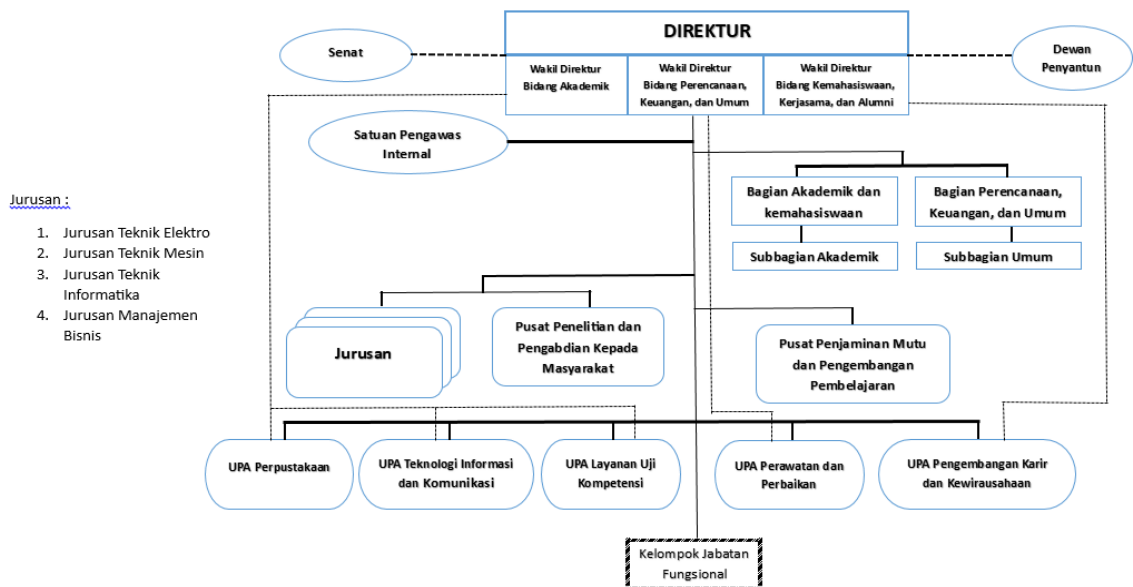 DIREKTUR
Senat
Dewan
Penyantun
Wakil Direktur
Bidang Akademik
Wakil Direktur
Bidang Perencanaan,
Keuangan, dan Umum
Wakil Direktur
Bidang Kemahasiswaan,
Kerjasama, dan Alumni
Satuan Pengawas
Internal
Bagian Akademik dan
kemahasiswaan
Bagian Perencanaan,
Keuangan, dan Umum
Subbagian Akademik
Subbagian Umum
Jurusan :
1. Jurusan Teknik Elektro
2. Jurusan Teknik Mesin
3. Jurusan Teknik
Informatika
4. Jurusan Manajemen
Bisnis
Jurusan
Pusat Penelitian dan
Pengabdian Kepada
Masyarakat
Pusat Penjaminan Mutu
dan Pengembangan
Pembelajaran
UPA Perpustakaan
UPA Teknologi Informasi
dan Komunikasi
UPA Layanan Uji
Kompetensi
UPA Perawatan dan
Perbaikan
UPA Pengembangan Karir
dan Kewirausahaan
Kelompok Jabatan
Fungsional